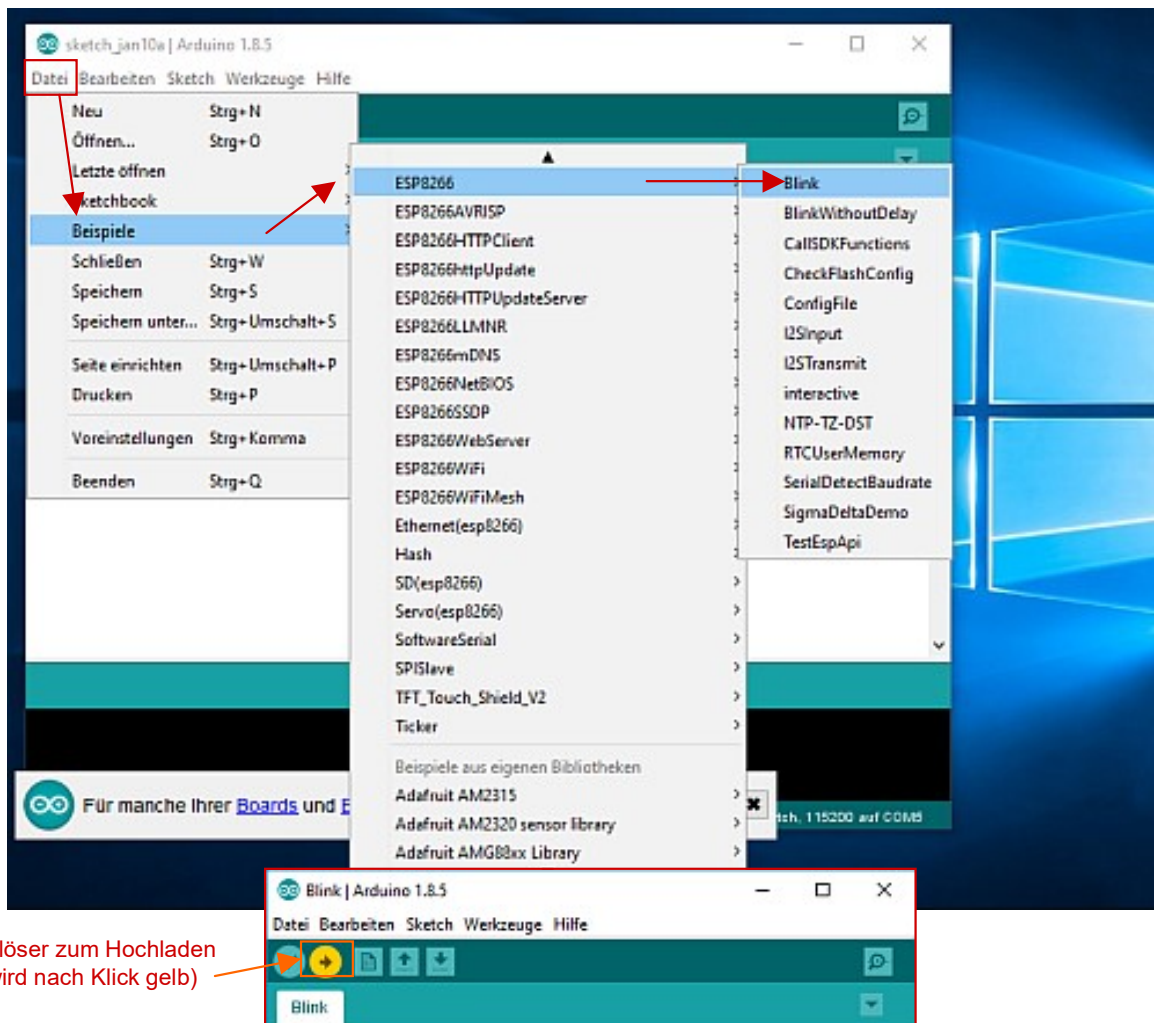 sketch_jan10a | Arduino 1.8.5
Datei Bearbeiten Sketch Werkzeuge Hilfe
Neu Strg+N
Öffnen... Strg+O
Letzte öffnen
Sketchbook
Beispiele
Schließen Strg+W
Speichern Strg+S
Speichern unter... Strg+Umschalt+S
Seite einrichten Strg+Umschalt+P
Drucken Strg+P
Voreinstellungen Strg+Komma
Beenden Strg+Q
ESP8266
ESP8266AVRISP
ESP8266HTTPClient
ESP8266httpUpdate
ESP8266HTTPUpdateServer
ESP8266LLMNR
ESP8266mDNS
ESP8266NetBIOS
ESP8266SSDP
ESP8266WebServer
ESP8266WiFi
ESP8266WiFiMesh
Ethernet(esp8266)
Hash
SD(esp8266)
Servo(esp8266)
SoftwareSerial
SPISlave
TFT_Touch_Shield_V2
Ticker
Beispiele aus eigenen Bibliotheken
Adafruit AM2315
Adafruit AM2320 sensor library
Adafruit AMG88xx Library
Blink
BlinkWithoutDelay
CallSDKFunctions
CheckFlashConfig
ConfigFile
I2SInput
I2STransmit
interactive
NTP-TZ-DST
RTCUserMemory
SerialDetectBaudrate
SigmaDeltaDemo
TestEspApi
Für manche Ihrer Boards und
115200 auf COM5
Blink | Arduino 1.8.5
Datei Bearbeiten Sketch Werkzeuge Hilfe
löser zum Hochladen
ird nach Klick gelb)
Blink